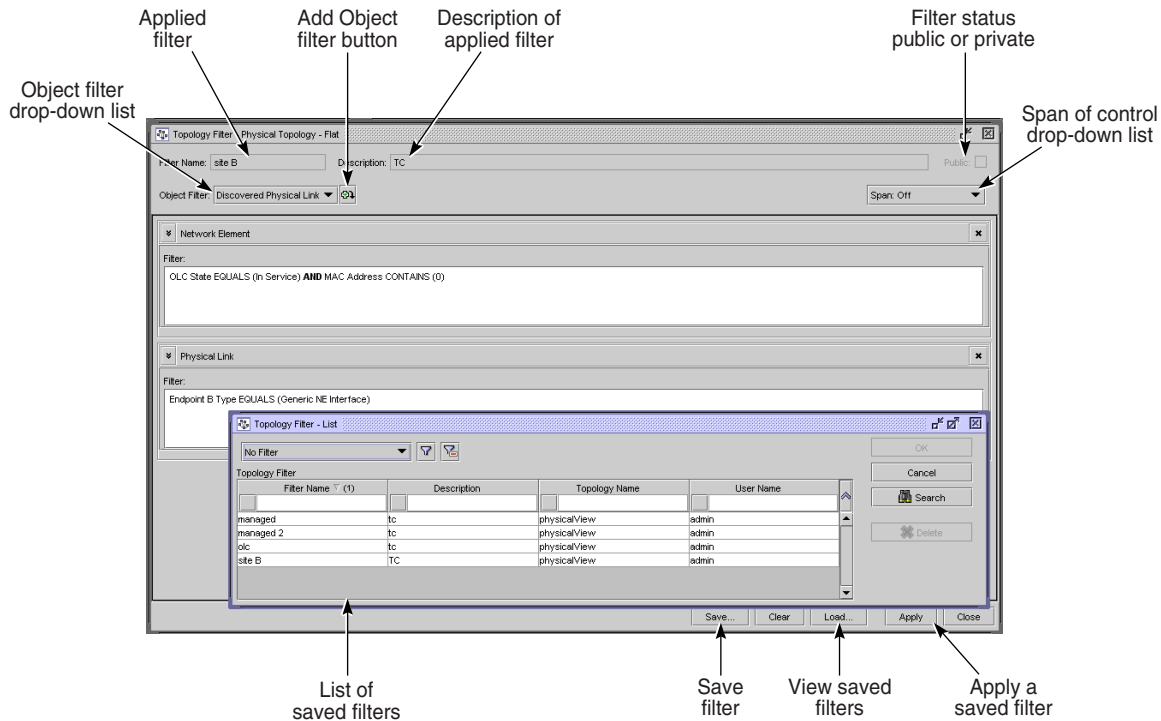 Applied
filter
Add Object
filter button
Description of
applied filter
Filter status
public or private
Object filter
drop-down list
Span of control
drop-down list
Topology Filter - Physical Topology - Flat
Filter Name: site B Description: TC Public:
Object Filter: Discovered Physical Link Span: Off
Network Element
Filter:
OLC State EQUALS (In Service) AND MAC Address CONTAINS (0)
Physical Link
Filter:
Endpoint B Type EQUALS (Generic NE Interface)
Topology Filter - List
No Filter
OK
Cancel
Search
Delete
Topology Filter
Filter Name (1) Description Topology Name User Name
managed tc physicalView admin
managed 2 tc physicalView admin
olc tc physicalView admin
site B TC physicalView admin
Save... Clear Load... Apply Close
List of
saved filters
Save
filter
View saved
filters
Apply a
saved filter